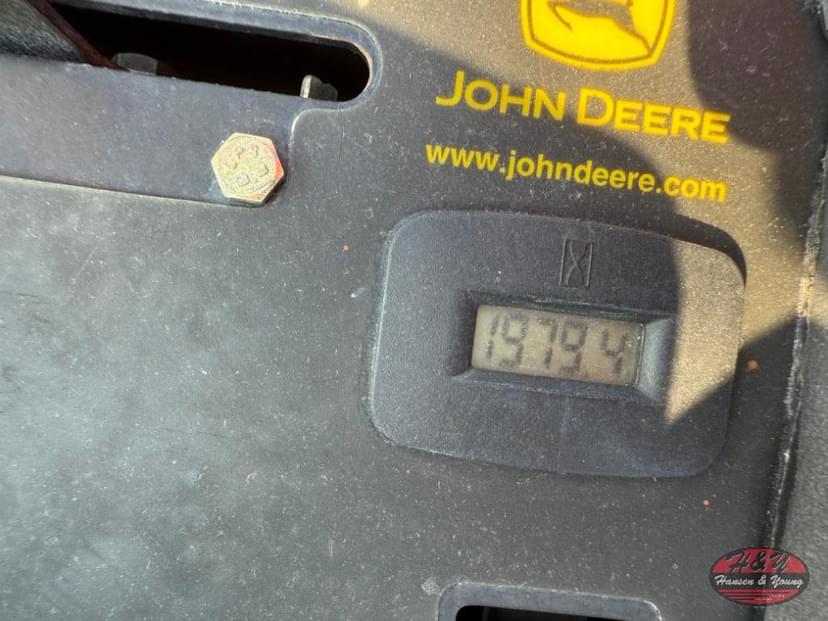 JOHN DEERE
www.johndeere.com
1979.4
H&Y
Hansen & Young